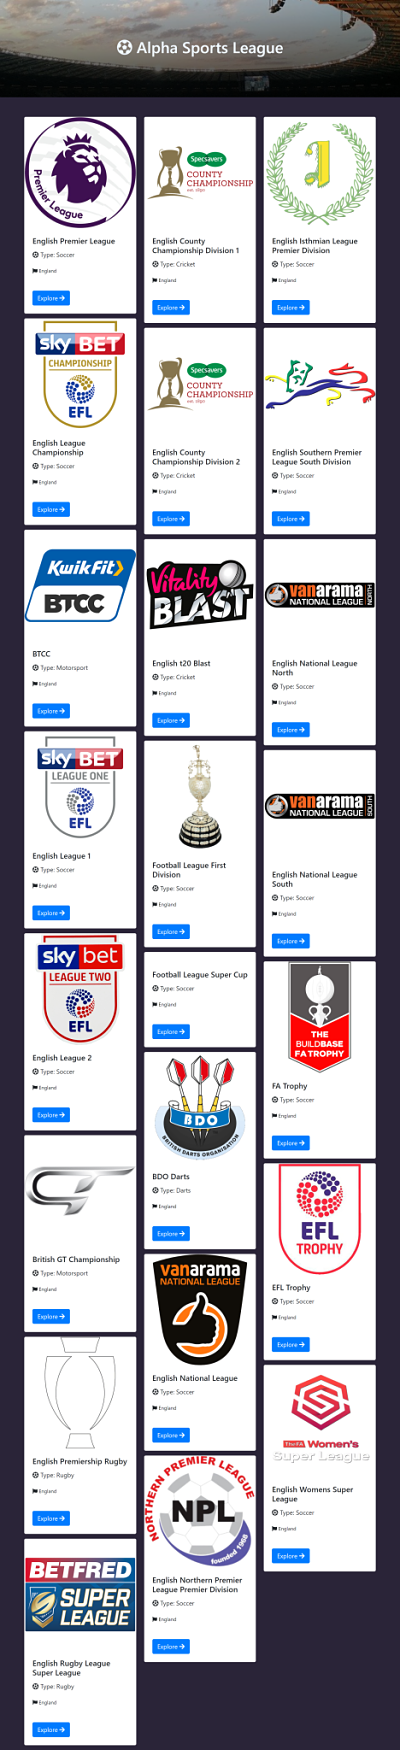 Alpha Sports League
Premier League
English Premier League
Type: Soccer
England
Explore
sky BET
CHAMPIONSHIP
EFL
English League
Championship
Type: Soccer
England
Explore
KwikFit
BTCC
BTCC
Type: Motorsport
England
Explore
sky BET
LEAGUE ONE
EFL
English League 1
Type: Soccer
England
Explore
sky bet
LEAGUE TWO
EFL
English League 2
Type: Soccer
England
Explore
British GT Championship
Type: Motorsport
England
Explore
English Premiership Rugby
Type: Rugby
England
Explore
BETFRED
SUPER
LEAGUE
English Rugby League
Super League
Type: Rugby
England
Explore
Specsavers
COUNTY
CHAMPIONSHIP
est. 1890
English County
Championship Division 1
Type: Cricket
England
Explore
Specsavers
COUNTY
CHAMPIONSHIP
est. 1890
English County
Championship Division 2
Type: Cricket
England
Explore
Vitality
BLAST
English t20 Blast
Type: Cricket
England
Explore
Football League First
Division
Type: Soccer
England
Explore
Football League Super Cup
Type: Soccer
England
Explore
BDO
BRITISH DARTS ORGANISATION
BDO Darts
Type: Darts
England
Explore
vanarama
NATIONAL LEAGUE
English National League
Type: Soccer
England
Explore
NORTHERN PREMIER LEAGUE
NPL
founded 1968
English Northern Premier
League Premier Division
Type: Soccer
England
Explore
English Isthmian League
Premier Division
Type: Soccer
England
Explore
English Southern Premier
League South Division
Type: Soccer
England
Explore
vanarama
NATIONAL LEAGUE
NORTH
English National League
North
Type: Soccer
England
Explore
vanarama
NATIONAL LEAGUE
SOUTH
English National League
South
Type: Soccer
England
Explore
THE
BUILDBASE
FA TROPHY
FA Trophy
Type: Soccer
England
Explore
EFL
TROPHY
EFL Trophy
Type: Soccer
England
Explore
The FA Women's
Super League
English Womens Super
League
Type: Soccer
England
Explore